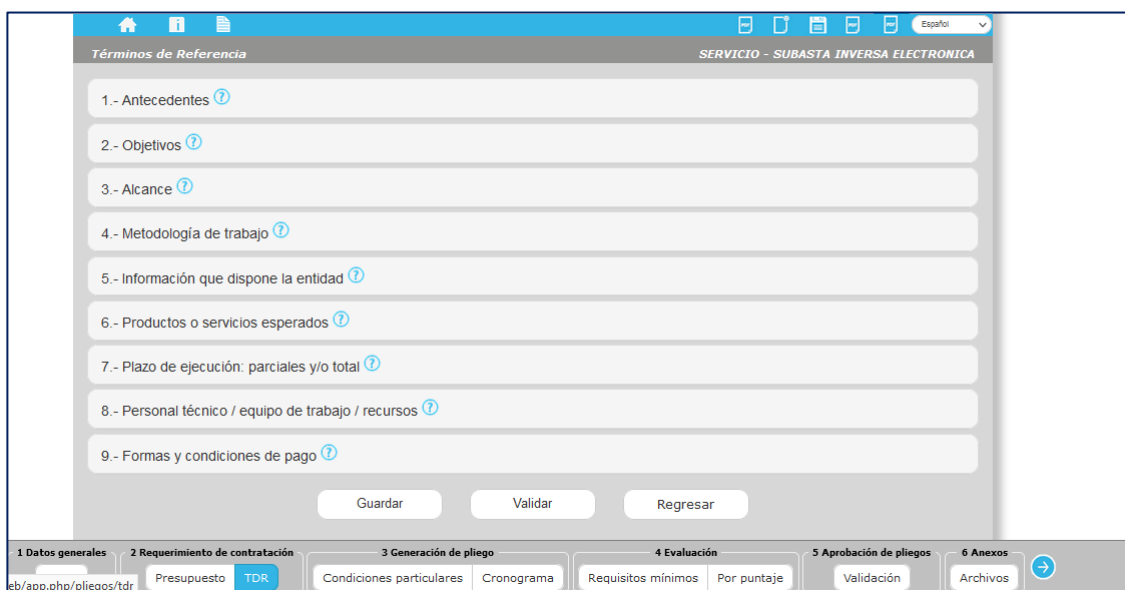 Español
Términos de Referencia SERVICIO - SUBASTA INVERSA ELECTRONICA
1.- Antecedentes ?
2.- Objetivos ?
3.- Alcance ?
4.- Metodología de trabajo ?
5.- Información que dispone la entidad ?
6.- Productos o servicios esperados ?
7.- Plazo de ejecución: parciales y/o total ?
8.- Personal técnico / equipo de trabajo / recursos ?
9.- Formas y condiciones de pago ?
Guardar Validar Regresar
1 Datos generales 2 Requerimiento de contratación 3 Generación de pliego 4 Evaluación 5 Aprobación de pliegos 6 Anexos
Presupuesto TDR Condiciones particulares Cronograma Requisitos mínimos Por puntaje Validación Archivos
eb/app.php/pliegos/tdr